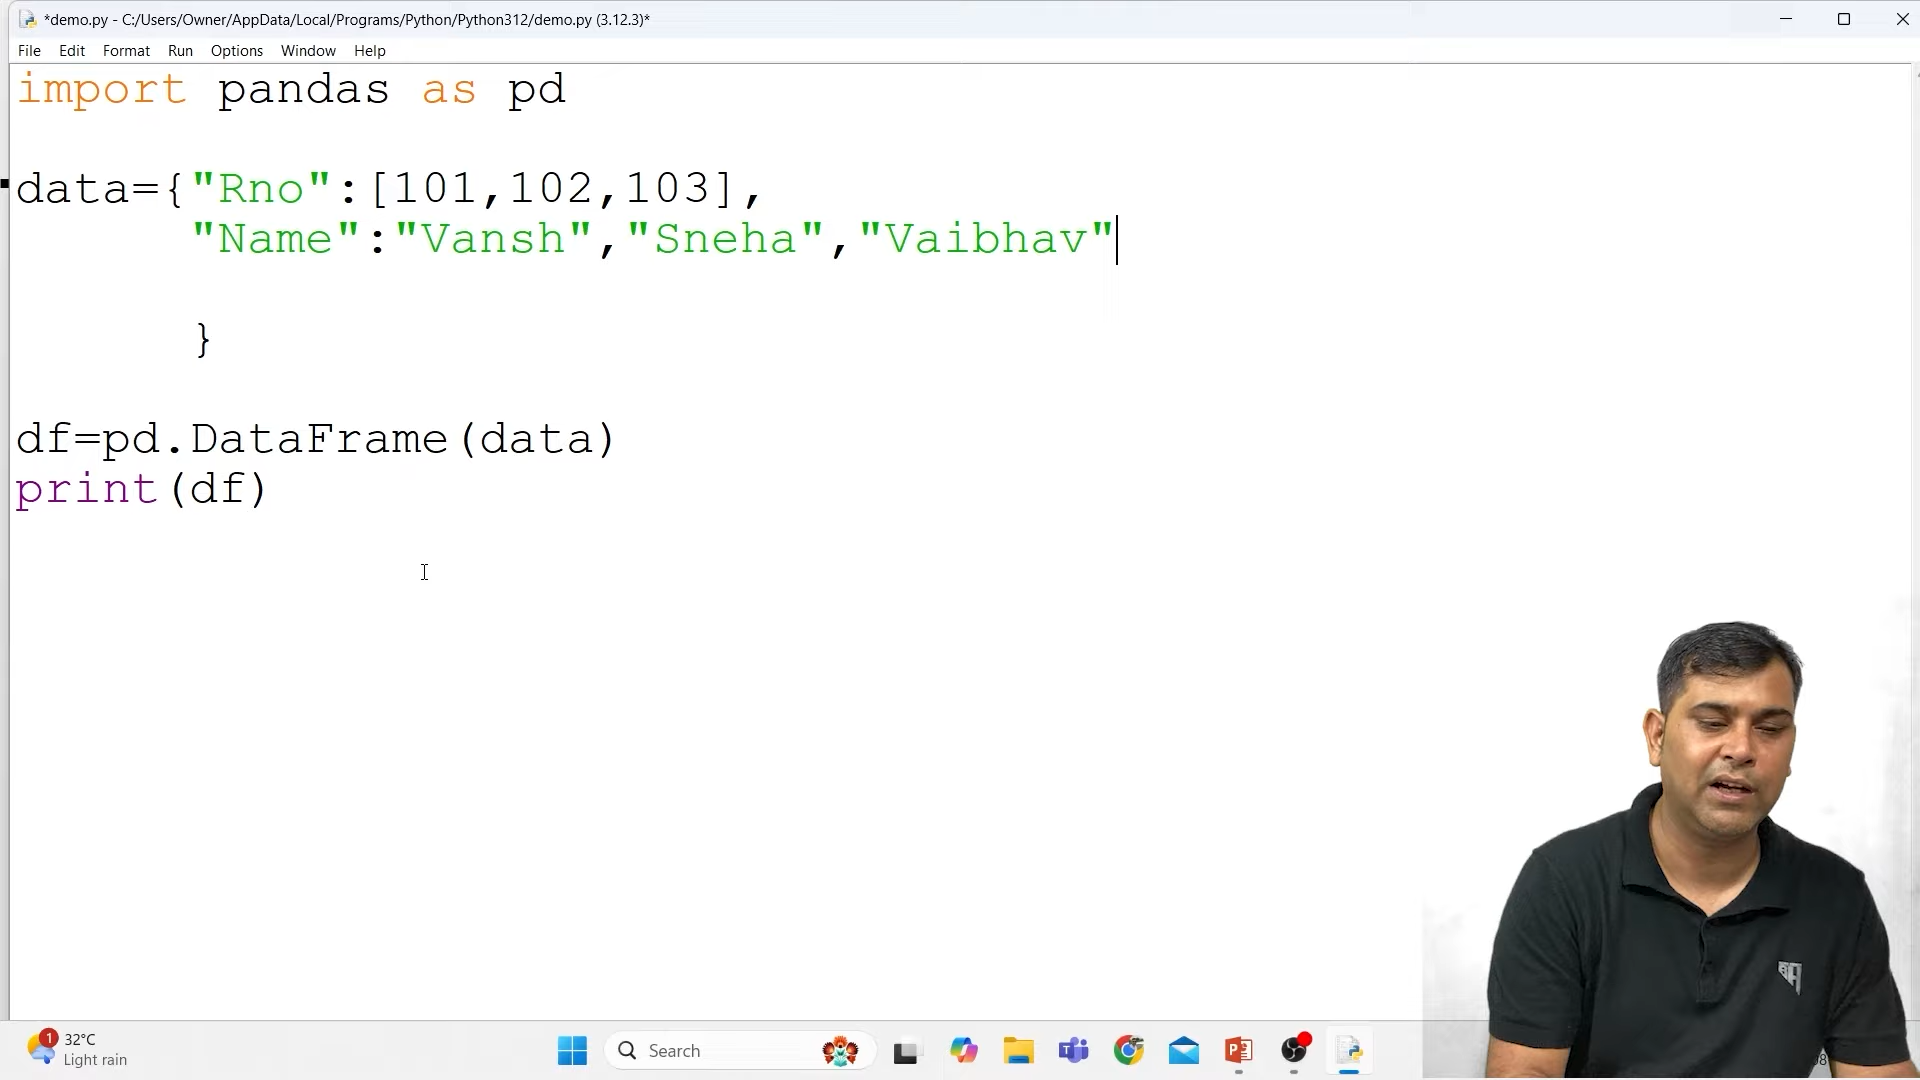 *demo.py - C:/Users/Owner/AppData/Local/Programs/Python/Python312/demo.py (3.12.3)*
File Edit Format Run Options Window Help
import pandas as pd
data={"Rno":[101,102,103],
"Name":"Vansh","Sneha","Vaibhav"
}
df=pd.DataFrame(data)
print(df)
1
32°C
Light rain
Search